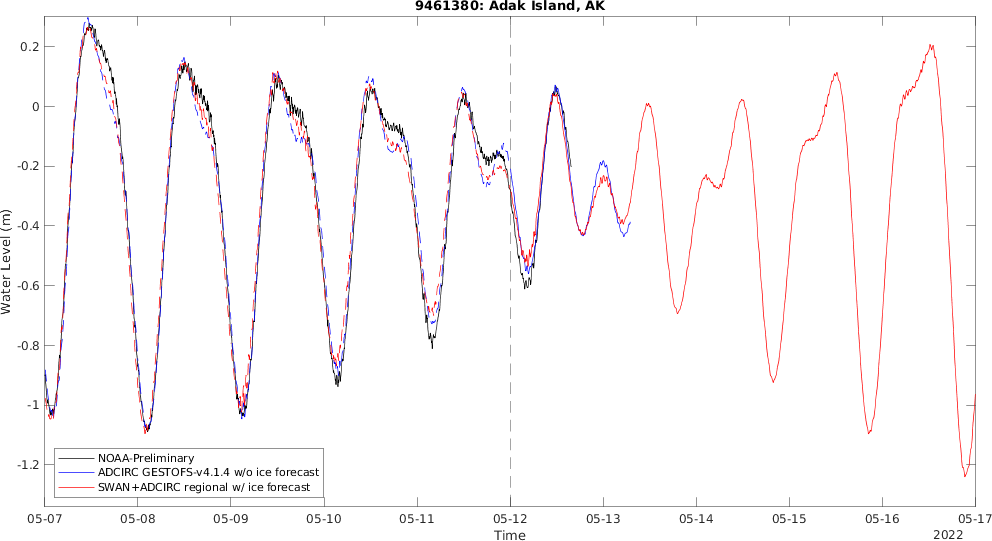 9461380: Adak Island, AK
Water Level (m)
0.2
0
-0.2
-0.4
-0.6
-0.8
-1
-1.2
NOAA-Preliminary
ADCIRC GESTOFS-v4.1.4 w/o ice forecast
SWAN+ADCIRC regional w/ ice forecast
05-07 05-08 05-09 05-10 05-11 05-12 05-13 05-14 05-15 05-16 05-17
Time
2022